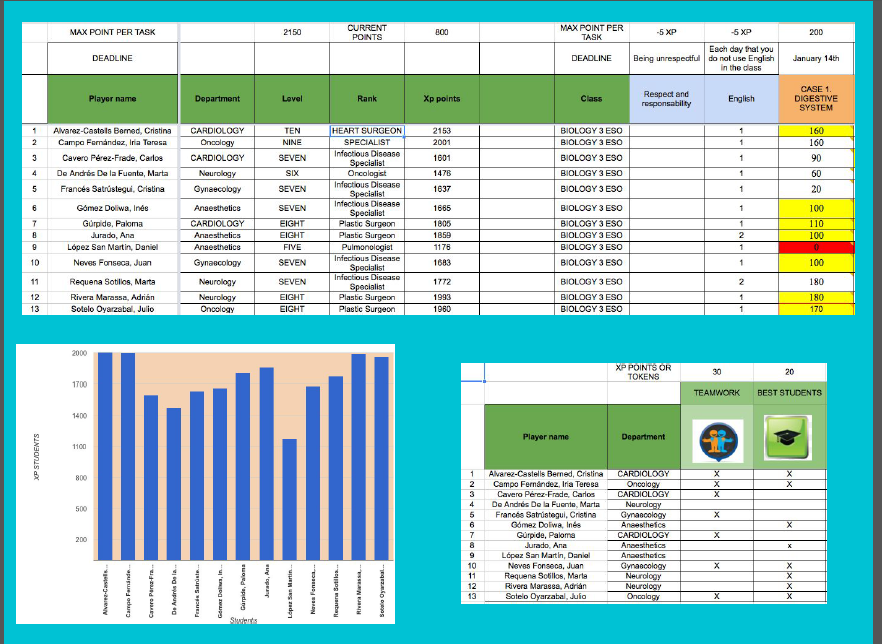 MAX POINT PER TASK 2150 CURRENT POINTS 800 MAX POINT PER TASK -5 XP -5 XP 200
DEADLINE DEADLINE Being unrespectful Each day that you do not use English in the class January 14th
Player name Department Level Rank Xp points Class Respect and responsability English CASE 1. DIGESTIVE SYSTEM
1 Alvarez-Castells Berned, Cristina CARDIOLOGY TEN HEART SURGEON 2153 BIOLOGY 3 ESO 1 160
2 Campo Fernández, Iria Teresa Oncology NINE SPECIALIST 2001 BIOLOGY 3 ESO 1 160
3 Cavero Pérez-Frade, Carlos CARDIOLOGY SEVEN Infectious Disease Specialist 1601 BIOLOGY 3 ESO 1 90
4 De Andrés De la Fuente, Marta Neurology SIX Oncologist 1476 BIOLOGY 3 ESO 1 60
5 Francés Satrústegui, Cristina Gynaecology SEVEN Infectious Disease Specialist 1637 BIOLOGY 3 ESO 1 20
6 Gómez Doliwa, Inés Anaesthetics SEVEN Infectious Disease Specialist 1665 BIOLOGY 3 ESO 1 100
7 Gúrpide, Paloma CARDIOLOGY EIGHT Plastic Surgeon 1805 BIOLOGY 3 ESO 1 110
8 Jurado, Ana Anaesthetics EIGHT Plastic Surgeon 1859 BIOLOGY 3 ESO 2 100
9 López San Martín, Daniel Anaesthetics FIVE Pulmonologist 1176 BIOLOGY 3 ESO 1 0
10 Neves Fonseca, Juan Gynaecology SEVEN Infectious Disease Specialist 1683 BIOLOGY 3 ESO 1 100
11 Requena Sotillos, Marta Neurology SEVEN Infectious Disease Specialist 1772 BIOLOGY 3 ESO 2 180
12 Rivera Marassa, Adrián Neurology EIGHT Plastic Surgeon 1993 BIOLOGY 3 ESO 1 180
13 Sotelo Oyarzabal, Julio Oncology EIGHT Plastic Surgeon 1960 BIOLOGY 3 ESO 1 170
XP STUDENTS
2000
1700
1400
1100
800
500
200
Alvarez-Castells...
Campo Fernánde...
Cavero Pérez-Fra...
De Andrés De la...
Francés Satrúste...
Gómez Doliwa, In...
Gúrpide, Paloma
Jurado, Ana
López San Martín...
Neves Fonseca,...
Requena Sotillos...
Rivera Marassa,...
Sotelo Oyarzabal...
Students
XP POINTS OR TOKENS 30 20
TEAMWORK BEST STUDENTS
Player name Department
1 Alvarez-Castells Berned, Cristina CARDIOLOGY X X
2 Campo Fernández, Iria Teresa Oncology X X
3 Cavero Pérez-Frade, Carlos CARDIOLOGY X
4 De Andrés De la Fuente, Marta Neurology
5 Francés Satrústegui, Cristina Gynaecology X
6 Gómez Doliwa, Inés Anaesthetics X
7 Gúrpide, Paloma CARDIOLOGY X
8 Jurado, Ana Anaesthetics x
9 López San Martín, Daniel Anaesthetics
10 Neves Fonseca, Juan Gynaecology X X
11 Requena Sotillos, Marta Neurology X
12 Rivera Marassa, Adrián Neurology X
13 Sotelo Oyarzabal, Julio Oncology X X